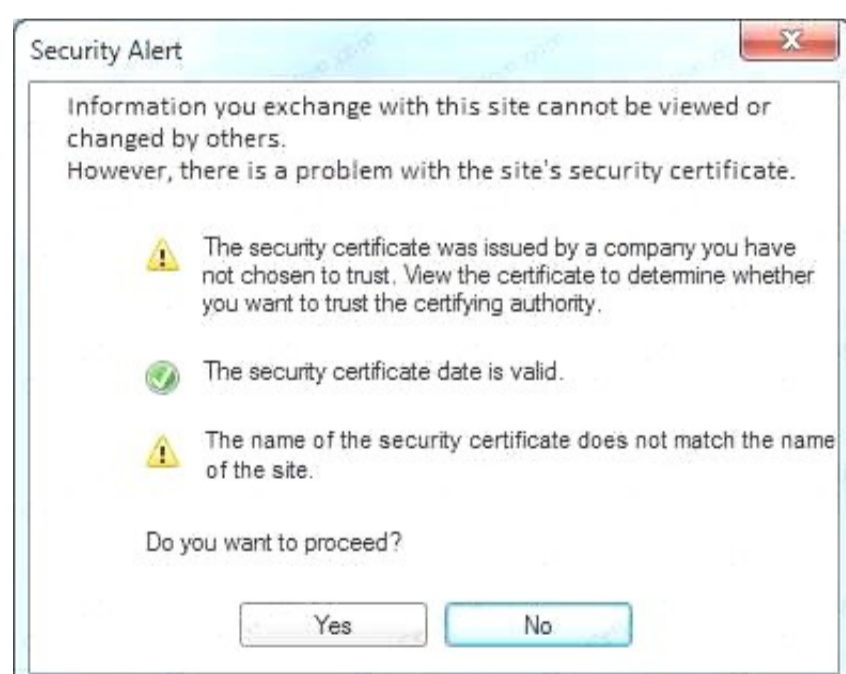 Security Alert
Information you exchange with this site cannot be viewed or
changed by others.
However, there is a problem with the site's security certificate.
The security certificate was issued by a company you have
not chosen to trust. View the certificate to determine whether
you want to trust the certifying authority.
The security certificate date is valid.
The name of the security certificate does not match the name
of the site.
Do you want to proceed?
Yes
No